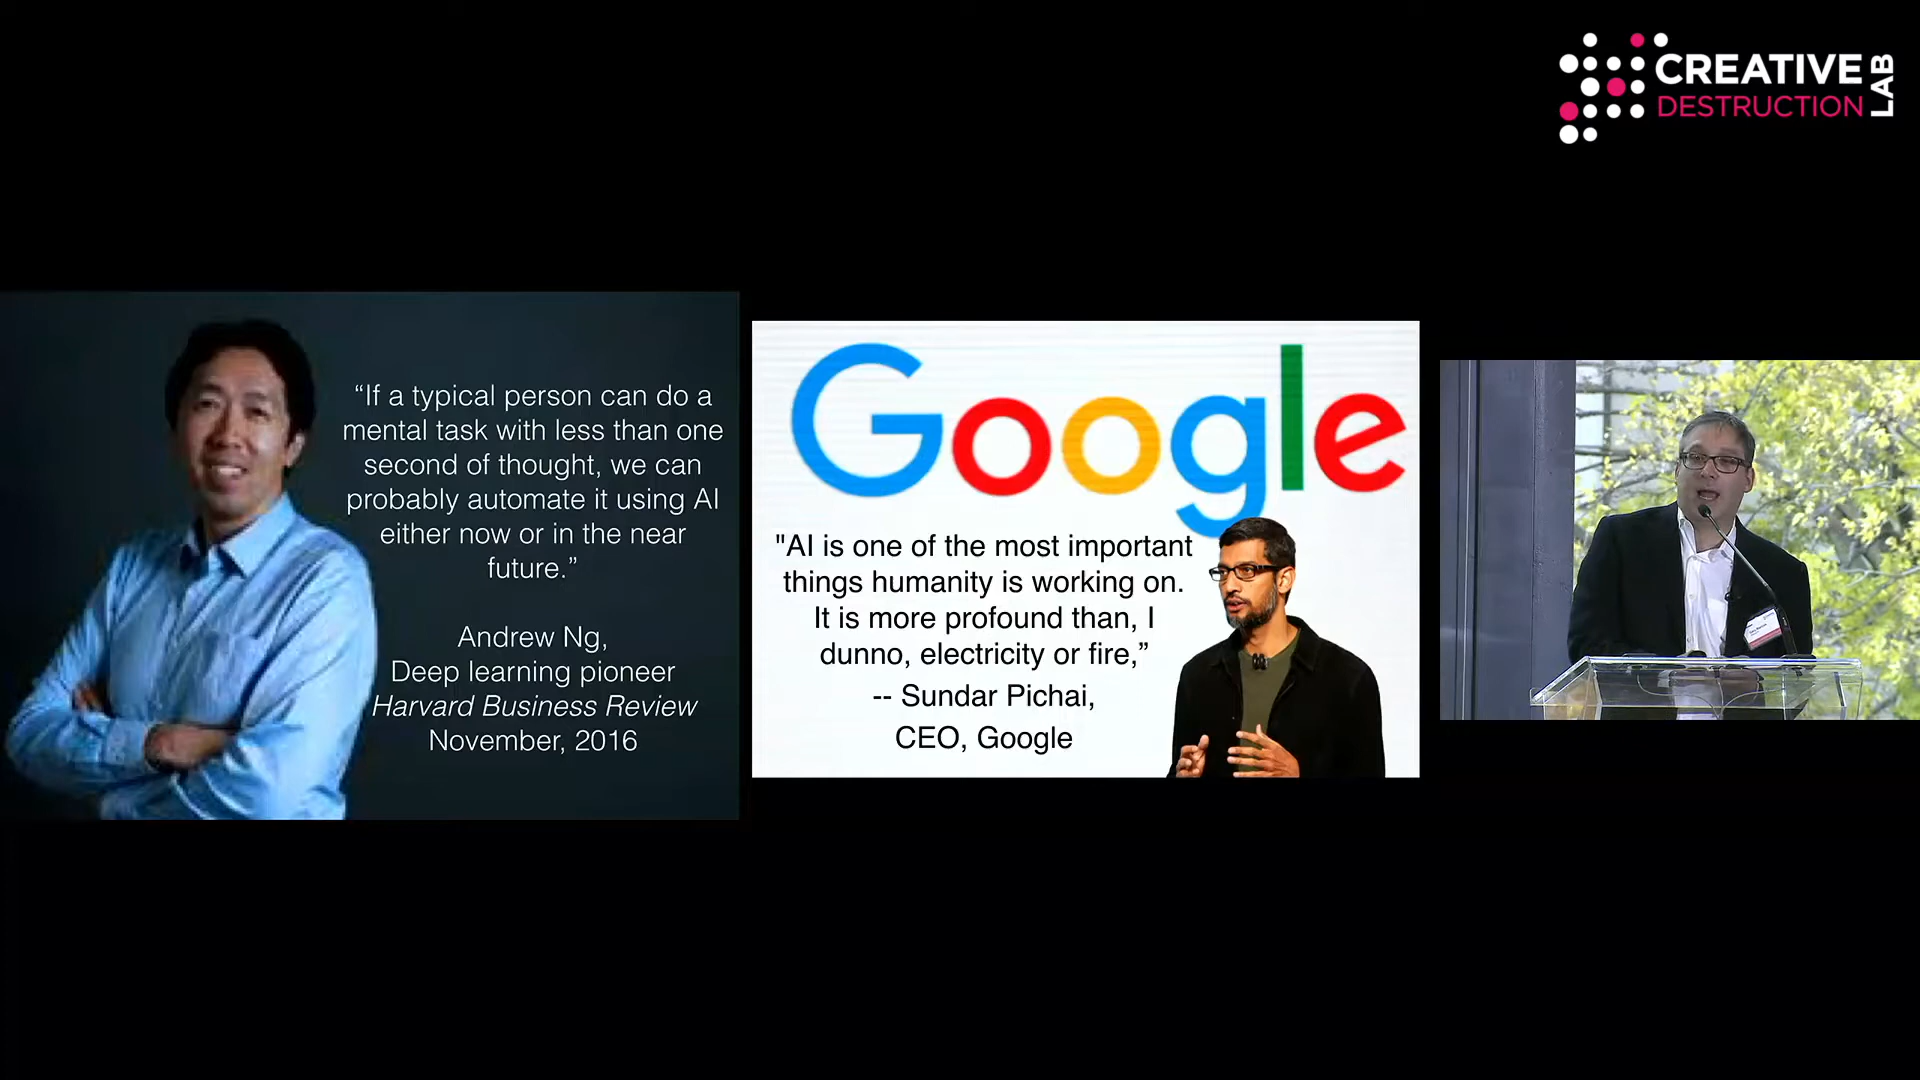 CREATIVE
DESTRUCTION
LAB
“If a typical person can do a
mental task with less than one
second of thought, we can
probably automate it using AI
either now or in the near
future.”
Andrew Ng,
Deep learning pioneer
Harvard Business Review
November, 2016
Google
"AI is one of the most important
things humanity is working on.
It is more profound than, I
dunno, electricity or fire,”
-- Sundar Pichai,
CEO, Google